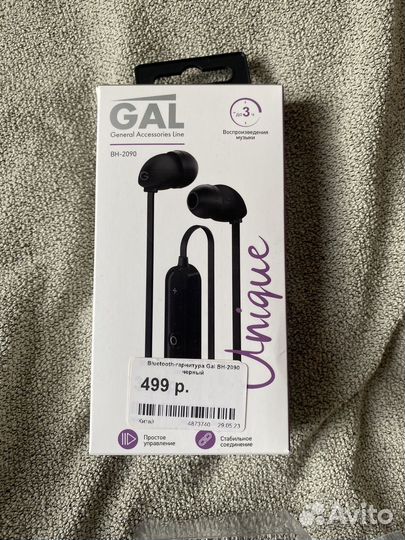 GAL
General Accessories Line
BH-2090
до 3 ч
Воспроизведения
музыки
G
Unique
Bluetooth-гарнитура Gal BH-2090
черный
499 р.
Китай 4873740 29.05.23
Простое
управление
Стабильное
соединение
Avito